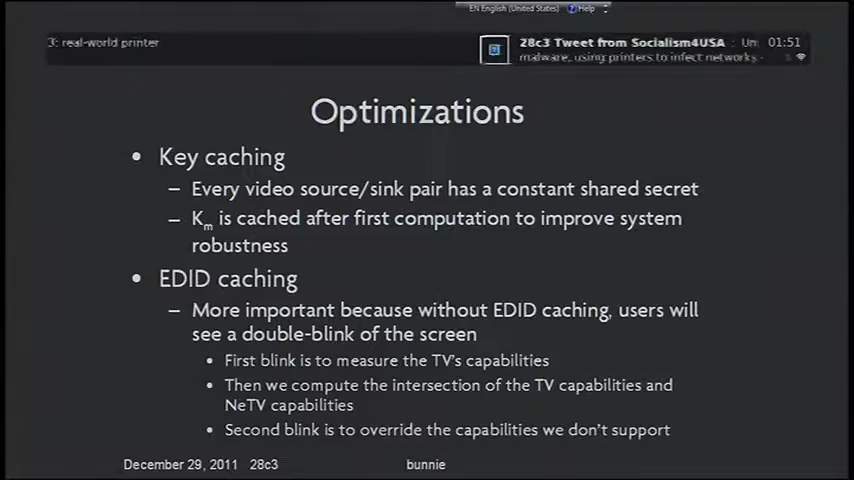 EN English (United States) Help
3: real-world printer
28c3 Tweet from Socialism4USA : Un 01:51
malware, using printers to infect networks -
Optimizations
• Key caching
– Every video source/sink pair has a constant shared secret
– Km is cached after first computation to improve system
robustness
• EDID caching
– More important because without EDID caching, users will
see a double-blink of the screen
• First blink is to measure the TV's capabilities
• Then we compute the intersection of the TV capabilities and
NeTV capabilities
• Second blink is to override the capabilities we don't support
December 29, 2011 28c3 bunnie